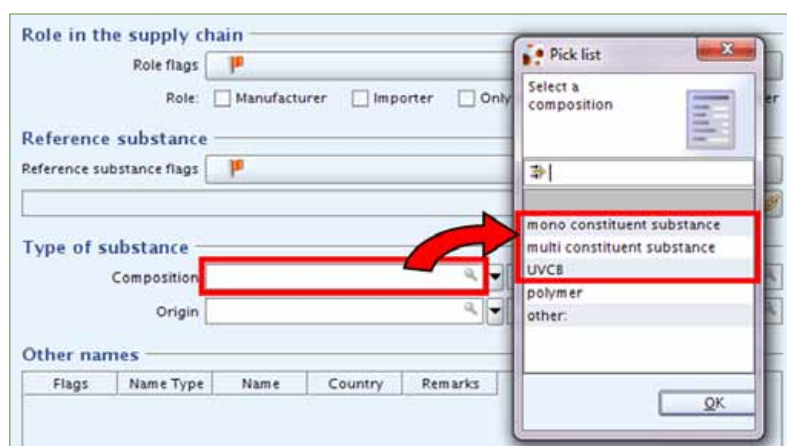 Role in the supply chain
Role flags
Role: Manufacturer Importer Only
er
Reference substance
Reference substance flags
Type of substance
Composition
Origin
Other names
Flags Name Type Name Country Remarks
Pick list
Select a
composition
mono constituent substance
multi constituent substance
UVCB
polymer
other:
OK